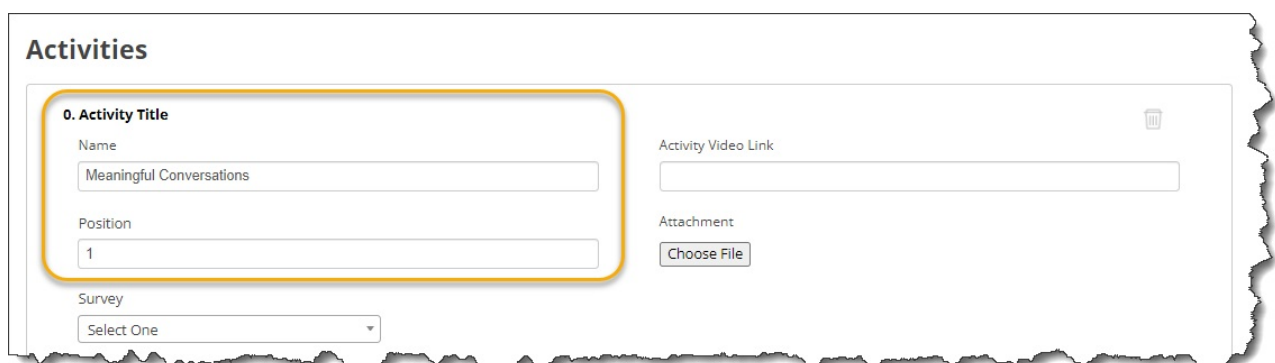 Activities
0. Activity Title
Name
Meaningful Conversations
Activity Video Link
Position
1
Attachment
Choose File
Survey
Select One